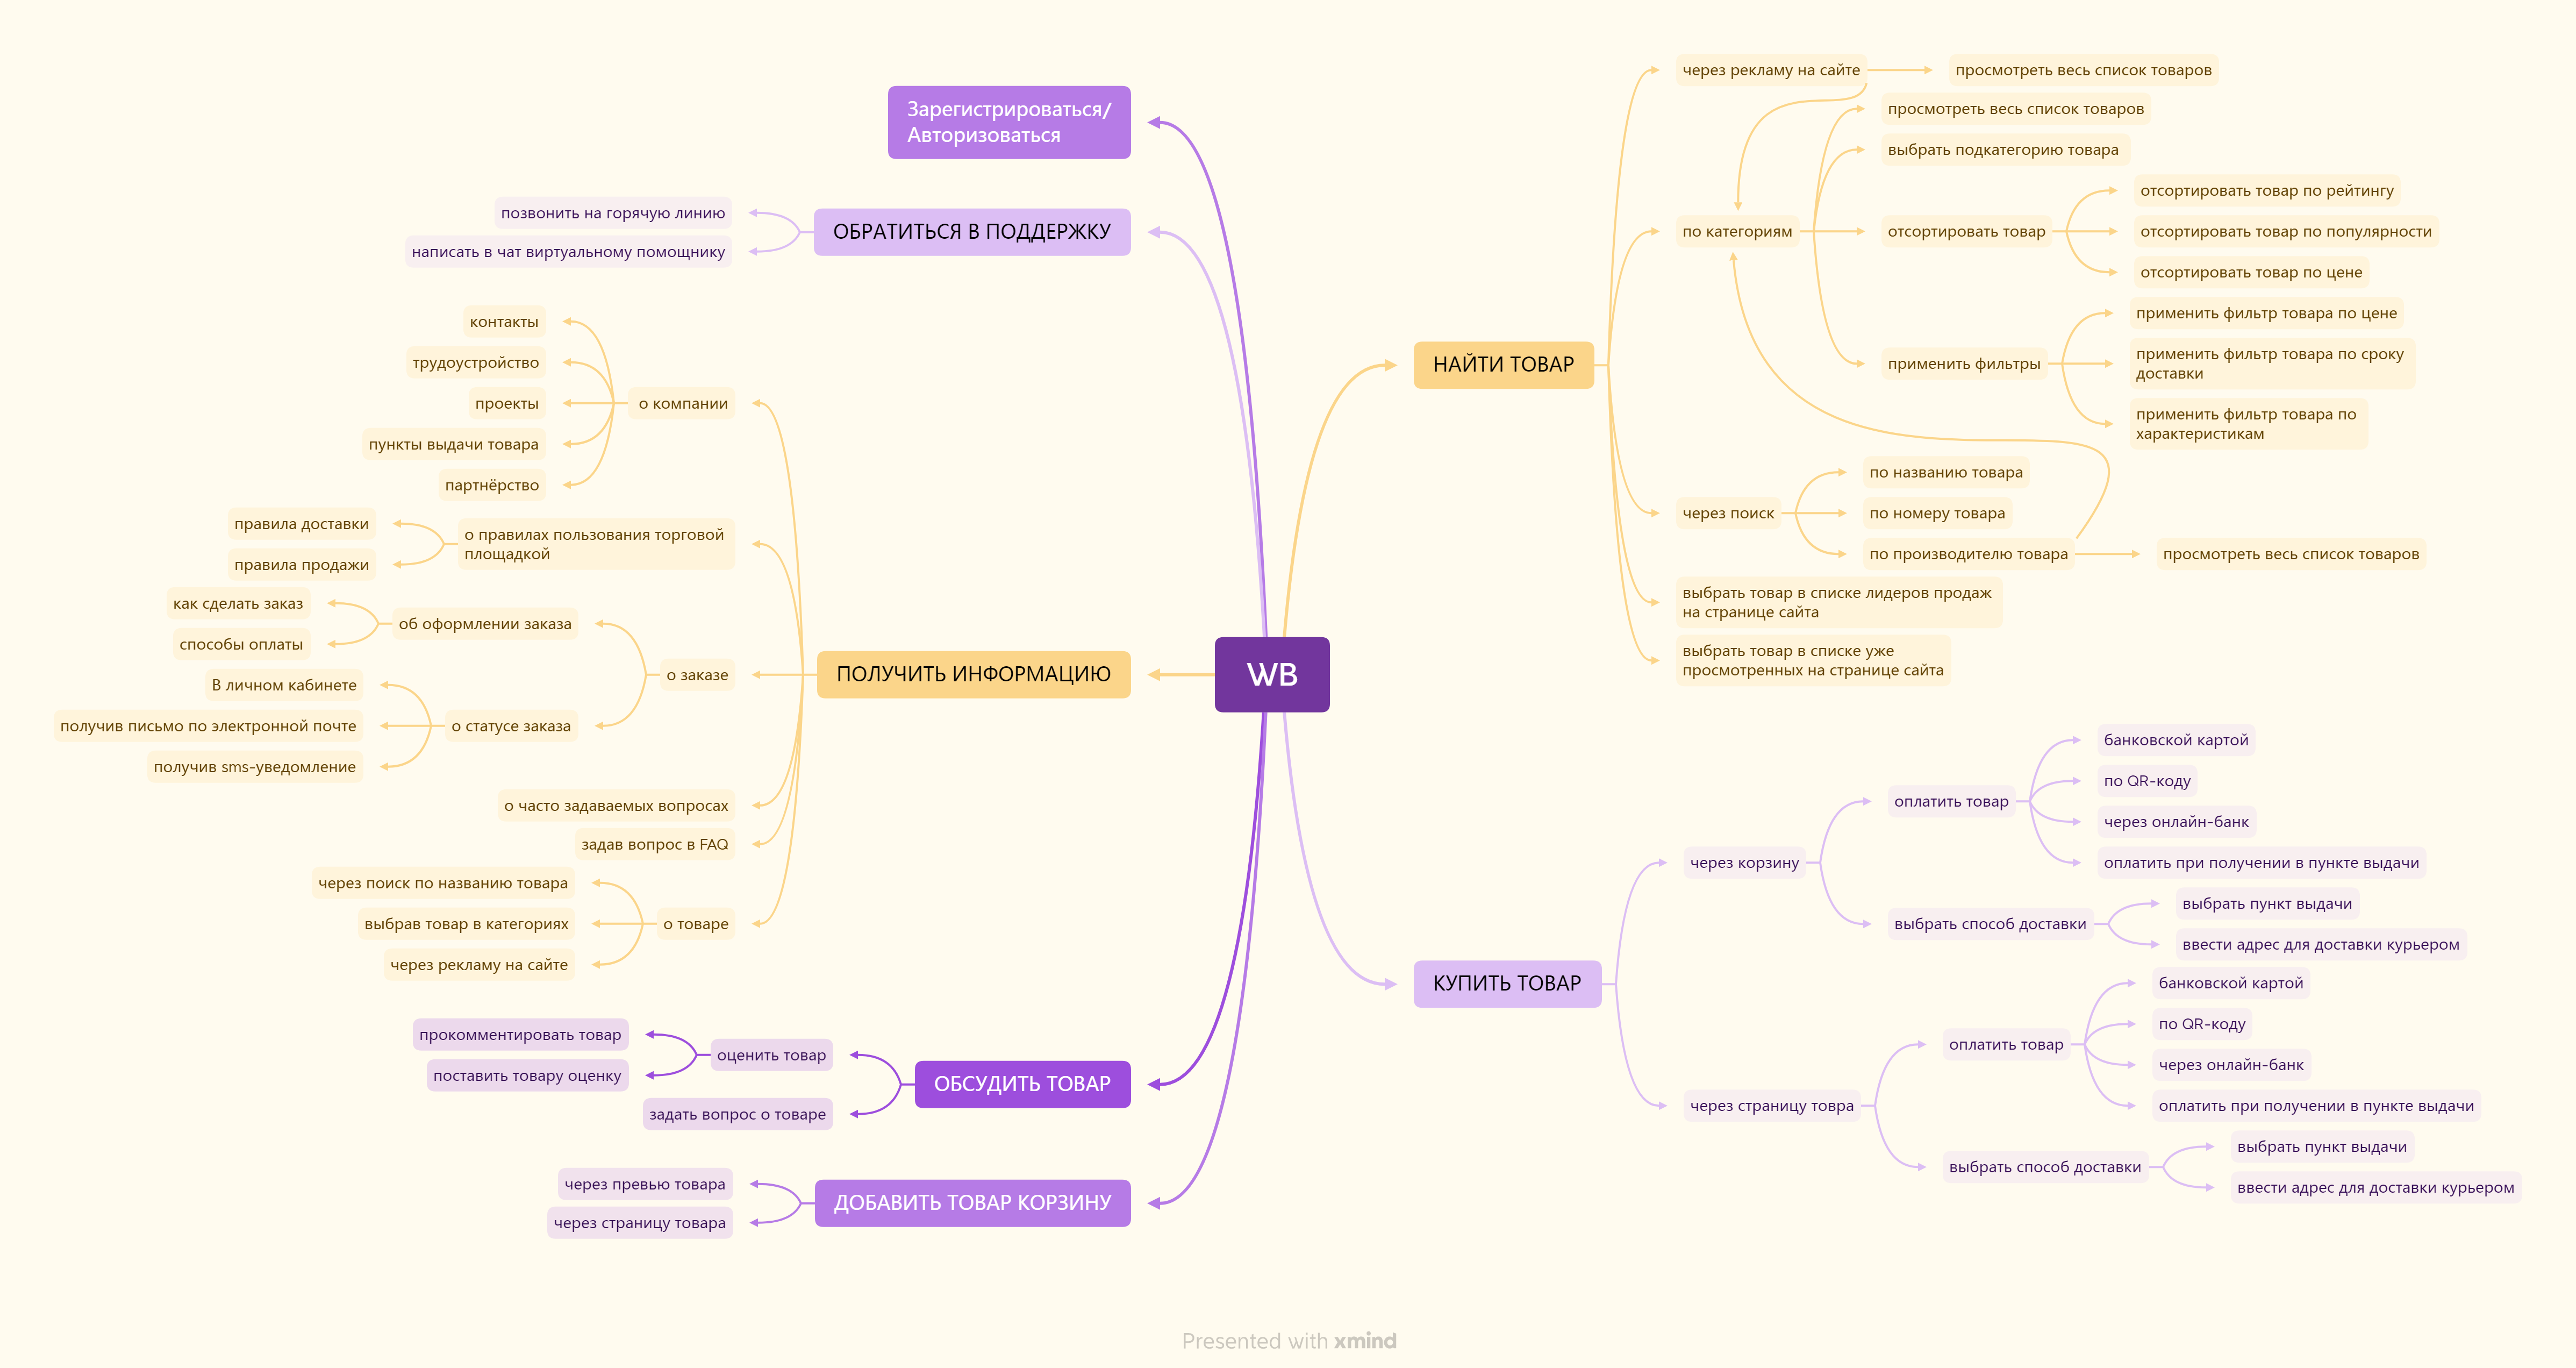 WB
Зарегистрироваться/
Авторизоваться
ОБРАТИТЬСЯ В ПОДДЕРЖКУ
позвонить на горячую линию
написать в чат виртуальному помощнику
ПОЛУЧИТЬ ИНФОРМАЦИЮ
о компании
контакты
трудоустройство
проекты
пункты выдачи товара
партнёрство
о правилах пользования торговой
площадкой
правила доставки
правила продажи
о заказе
об оформлении заказа
как сделать заказ
способы оплаты
о статусе заказа
В личном кабинете
получив письмо по электронной почте
получив sms-уведомление
о часто задаваемых вопросах
задав вопрос в FAQ
о товаре
через поиск по названию товара
выбрав товар в категориях
через рекламу на сайте
ОБСУДИТЬ ТОВАР
оценить товар
прокомментировать товар
поставить товару оценку
задать вопрос о товаре
ДОБАВИТЬ ТОВАР КОРЗИНУ
через превью товара
через страницу товара
НАЙТИ ТОВАР
через рекламу на сайте
просмотреть весь список товаров
по категориям
просмотреть весь список товаров
выбрать подкатегорию товара
отсортировать товар
отсортировать товар по рейтингу
отсортировать товар по популярности
отсортировать товар по цене
применить фильтры
применить фильтр товара по цене
применить фильтр товара по сроку
доставки
применить фильтр товара по
характеристикам
через поиск
по названию товара
по номеру товара
по производителю товара
просмотреть весь список товаров
выбрать товар в списке лидеров продаж
на странице сайта
выбрать товар в списке уже
просмотренных на странице сайта
КУПИТЬ ТОВАР
через корзину
оплатить товар
банковской картой
по QR-коду
через онлайн-банк
оплатить при получении в пункте выдачи
выбрать способ доставки
выбрать пункт выдачи
ввести адрес для доставки курьером
через страницу товра
оплатить товар
банковской картой
по QR-коду
через онлайн-банк
оплатить при получении в пункте выдачи
выбрать способ доставки
выбрать пункт выдачи
ввести адрес для доставки курьером
Presented with xmind